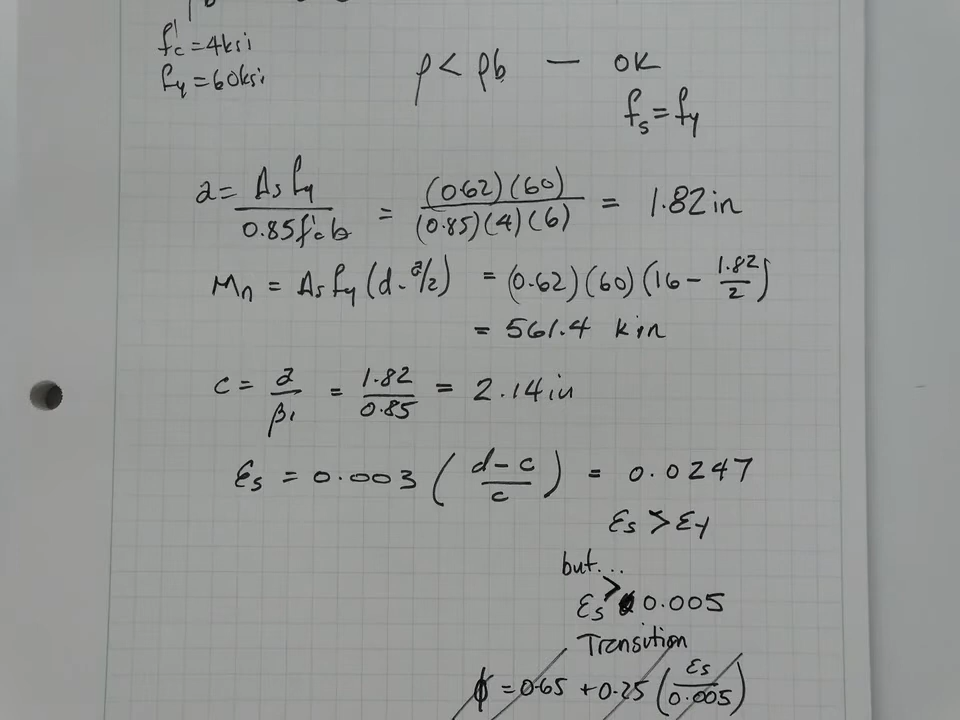 f'c = 4ksi
fy = 60ksi
ρ < ρb — OK
fs = fy
a = As fy / 0.85f'c b = (0.62)(60) / (0.85)(4)(6) = 1.82 in
Mn = As fy (d - a/2) = (0.62)(60)(16 - 1.82/2)
= 561.4 k in
c = a / β1 = 1.82 / 0.85 = 2.14 in
εs = 0.003 ( d - c / c ) = 0.0247
εs > εy
but...
εs > 0.005
Transition
ϕ = 0.65 + 0.25 ( εs / 0.005 )